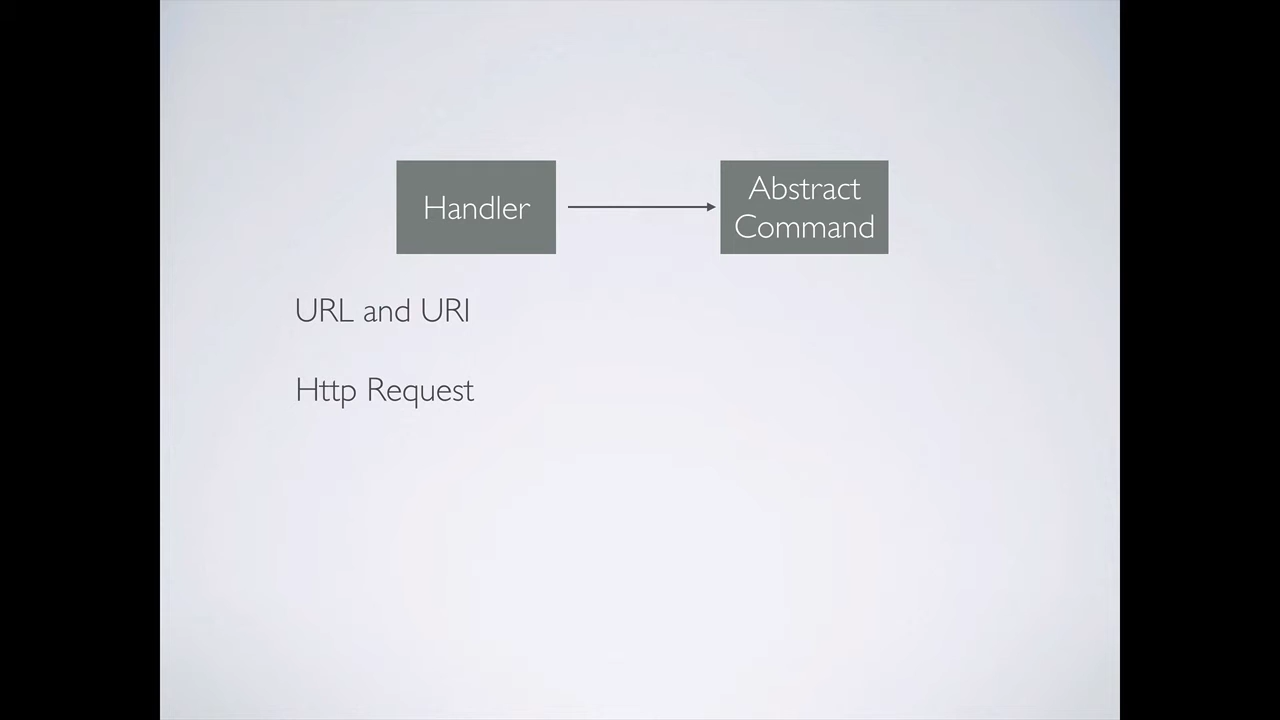 Handler
Abstract
Command
URL and URI
Http Request